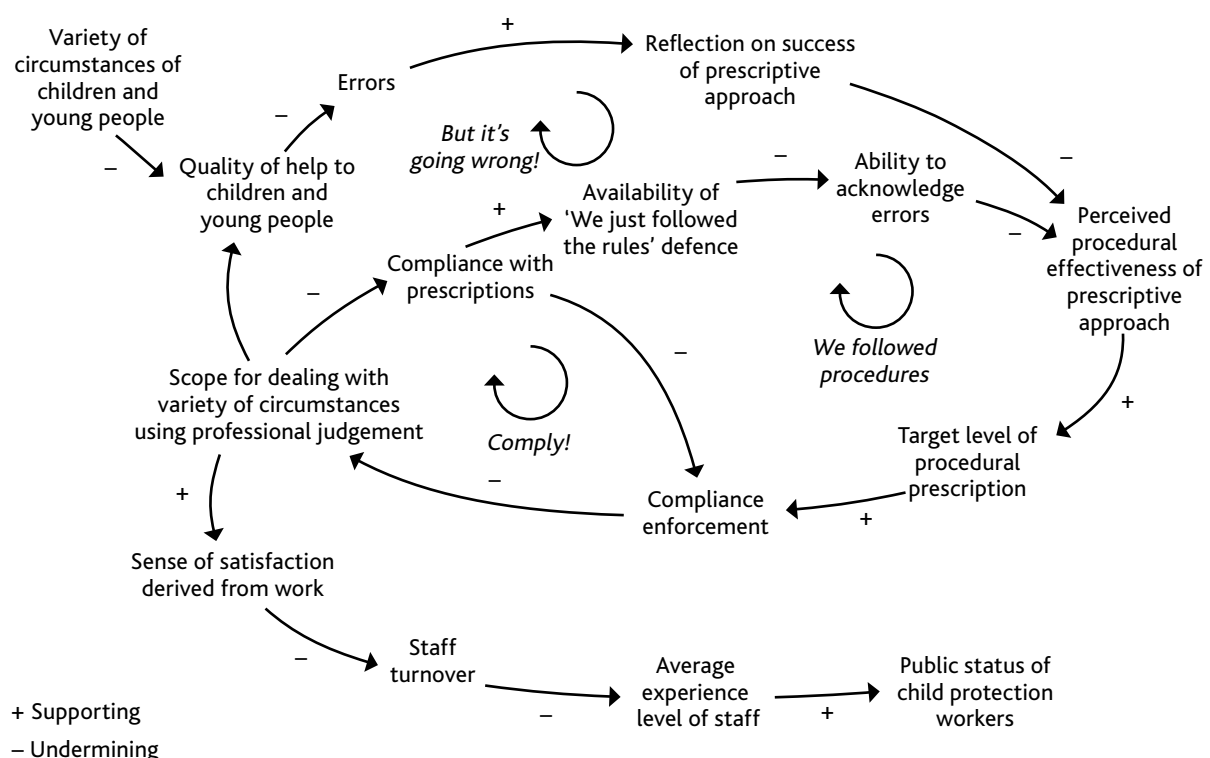 Variety of
circumstances of
children and
young people
–
Quality of help to
children and
young people
–
Errors
+
Reflection on success
of prescriptive
approach
–
But it's
going wrong!
Compliance with
prescriptions
+
Availability of
‘We just followed
the rules’ defence
–
Ability to
acknowledge
errors
–
Perceived
procedural
effectiveness of
prescriptive
approach
We followed
procedures
–
–
Comply!
Scope for dealing with
variety of circumstances
using professional judgement
–
Compliance
enforcement
+
Target level of
procedural
prescription
+
+
Sense of satisfaction
derived from work
–
Staff
turnover
–
Average
experience
level of staff
+
Public status of
child protection
workers
+ Supporting
– Undermining